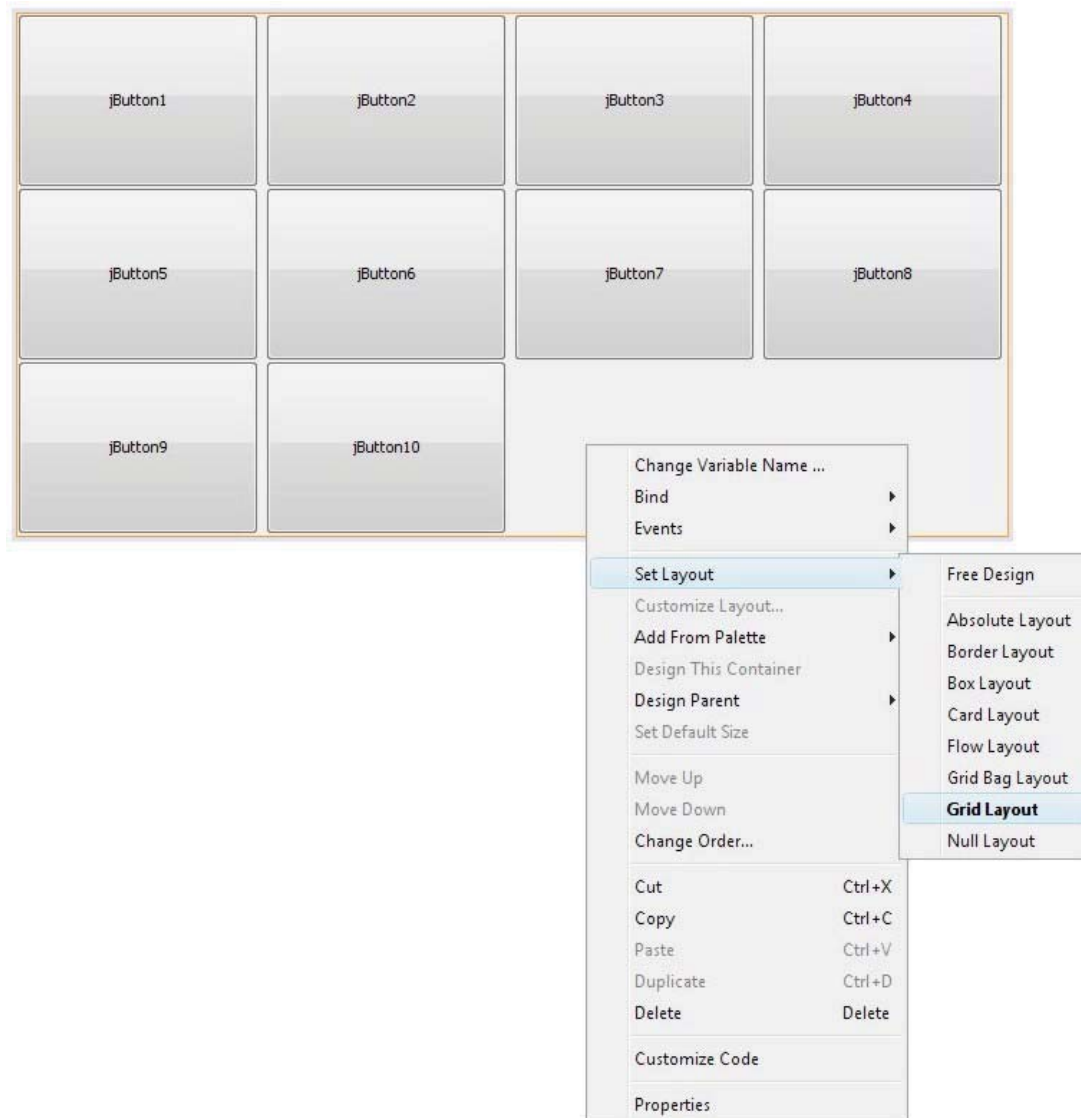 jButton1
jButton2
jButton3
jButton4
jButton5
jButton6
jButton7
jButton8
jButton9
jButton10
Change Variable Name ...
Bind
Events
Set Layout
Customize Layout...
Add From Palette
Design This Container
Design Parent
Set Default Size
Move Up
Move Down
Change Order...
Cut Ctrl+X
Copy Ctrl+C
Paste Ctrl+V
Duplicate Ctrl+D
Delete Delete
Customize Code
Properties
Free Design
Absolute Layout
Border Layout
Box Layout
Card Layout
Flow Layout
Grid Bag Layout
Grid Layout
Null Layout